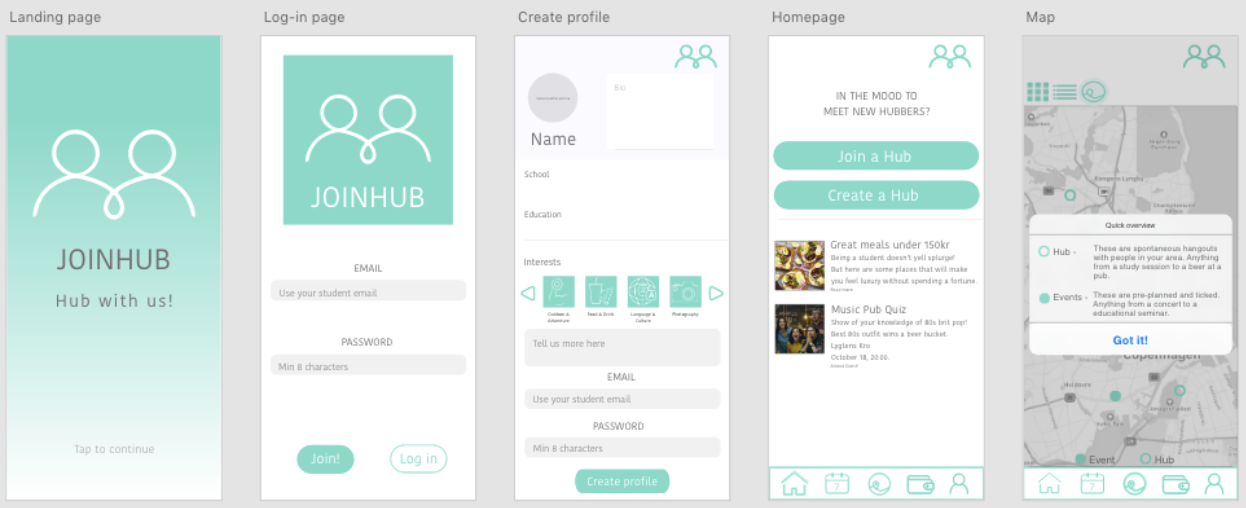 Landing page
JOINHUB
Hub with us!
Tap to continue
Log-in page
JOINHUB
EMAIL
Use your student email
PASSWORD
Min 8 characters
Join!
Log in
Create profile
Bio
Name
School
Education
Interests
Outdoor &
Adventure
Food & Drink
Language &
Culture
Photography
Tell us more here
EMAIL
Use your student email
PASSWORD
Min 8 characters
Create profile
Homepage
IN THE MOOD TO
MEET NEW HUBBERS?
Join a Hub
Create a Hub
Great meals under 150kr
Being a student doesn't yell splurge!
But here are some places that will make
you feel luxury without spending a fortune.
Read more
Music Pub Quiz
Show of your knowledge of 80s brit pop!
Best 80s outfit wins a beer bucket.
Lygtens Kro
October 18, 20.00.
7
Map
Kongens Lyngby
Quick overview
Hub -
These are spontaneous hangouts
with people in your area. Anything
from a study session to a beer at a
pub.
Events -
These are pre-planned and ticked.
Anything from a concert to a
educational seminar.
Got it!
Copenhagen
Event
Hub
7